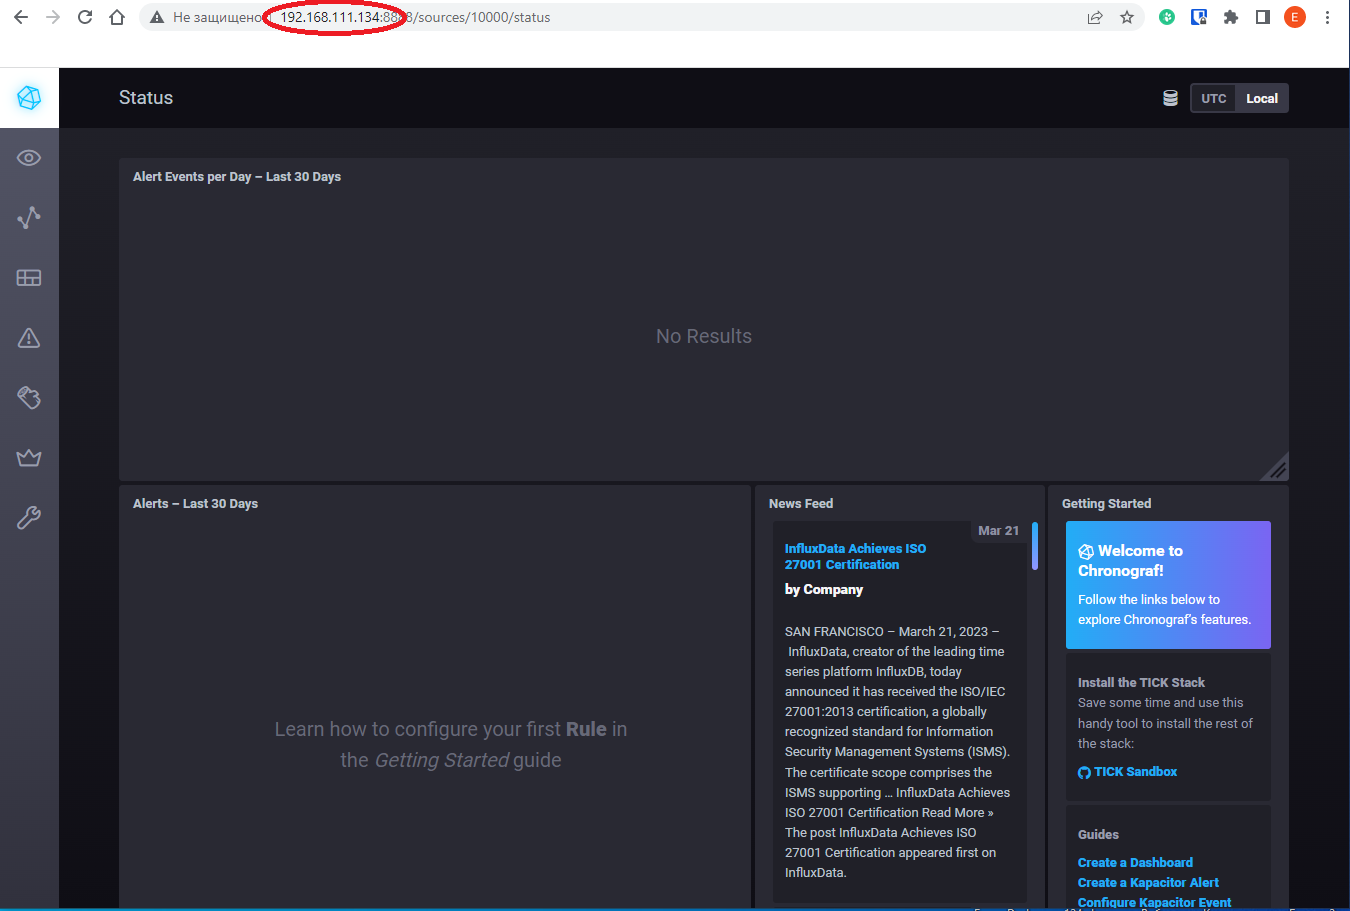 Не защищено 192.168.111.134:8888/sources/10000/status
E
Status
UTC Local
Alert Events per Day – Last 30 Days
No Results
Alerts – Last 30 Days
Learn how to configure your first Rule in
the Getting Started guide
News Feed
Mar 21
InfluxData Achieves ISO
27001 Certification
by Company
SAN FRANCISCO – March 21, 2023 –
InfluxData, creator of the leading time
series platform InfluxDB, today
announced it has received the ISO/IEC
27001:2013 certification, a globally
recognized standard for Information
Security Management Systems (ISMS).
The certificate scope comprises the
ISMS supporting ... InfluxData Achieves
ISO 27001 Certification Read More »
The post InfluxData Achieves ISO
27001 Certification appeared first on
InfluxData.
Getting Started
Welcome to
Chronograf!
Follow the links below to
explore Chronograf's features.
Install the TICK Stack
Save some time and use this
handy tool to install the rest of
the stack:
TICK Sandbox
Guides
Create a Dashboard
Create a Kapacitor Alert
Configure Kapacitor Event